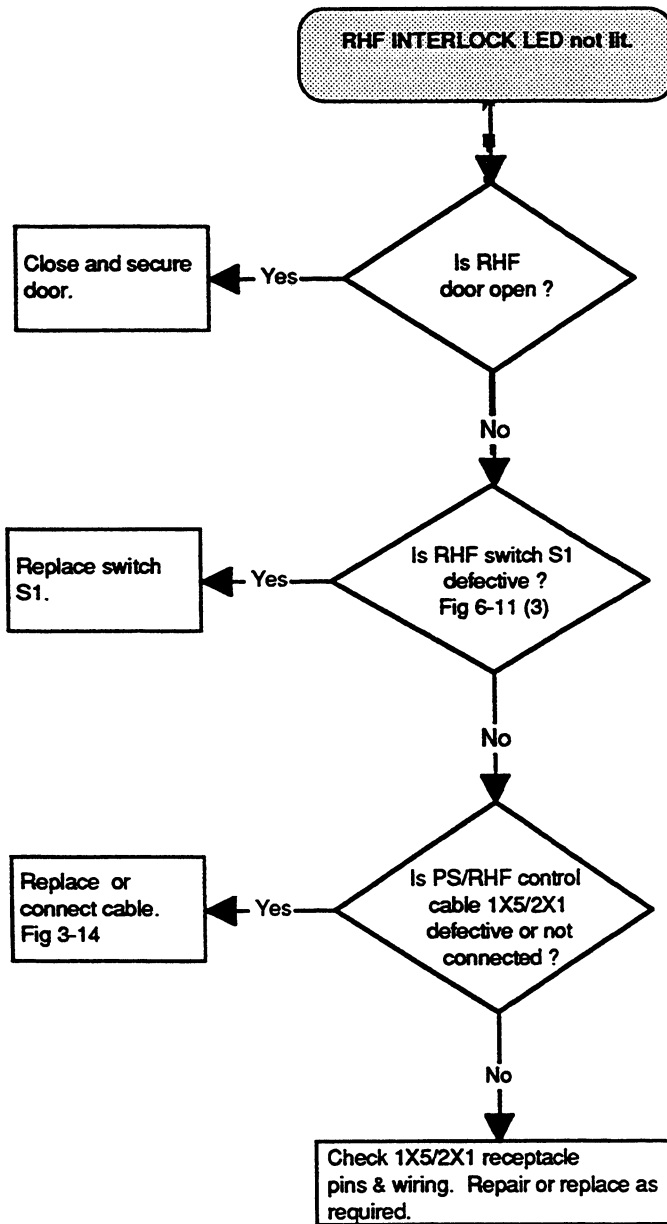 RHF INTERLOCK LED not lit.
Is RHF
door open ?
Yes
Close and secure
door.
No
Is RHF switch S1
defective ?
Fig 6-11 (3)
Yes
Replace switch
S1.
No
Is PS/RHF control
cable 1X5/2X1
defective or not
connected ?
Yes
Replace or
connect cable.
Fig 3-14
No
Check 1X5/2X1 receptacle
pins & wiring. Repair or replace as
required.